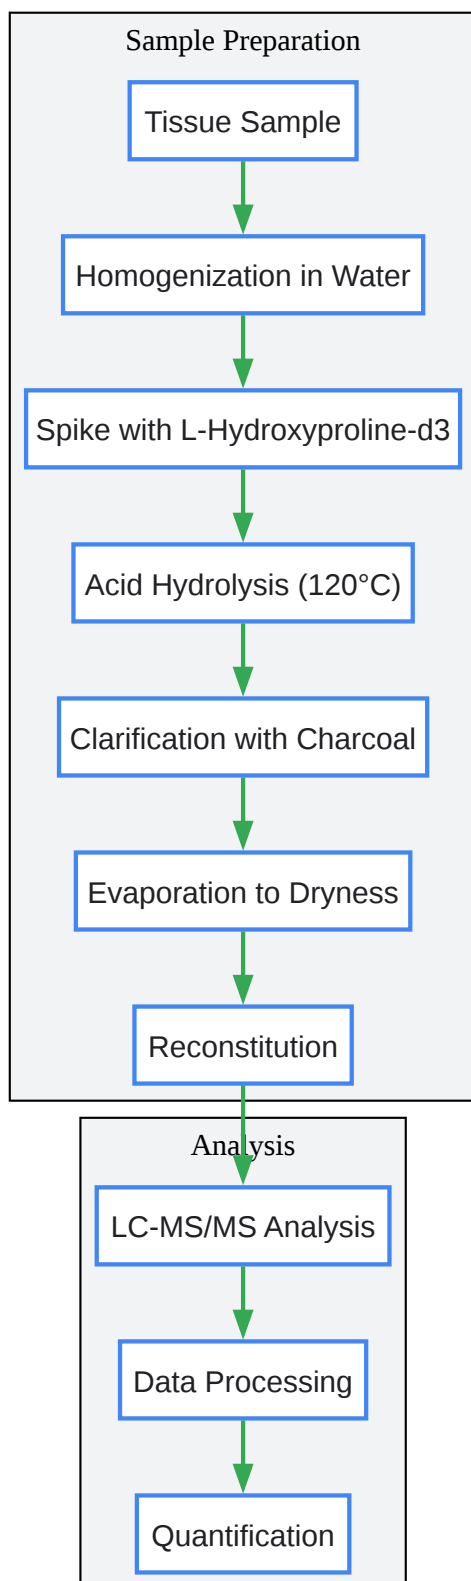 Sample Preparation
Tissue Sample
Homogenization in Water
Spike with L-Hydroxyproline-d3
Acid Hydrolysis (120°C)
Clarification with Charcoal
Evaporation to Dryness
Reconstitution
Analysis
LC-MS/MS Analysis
Data Processing
Quantification